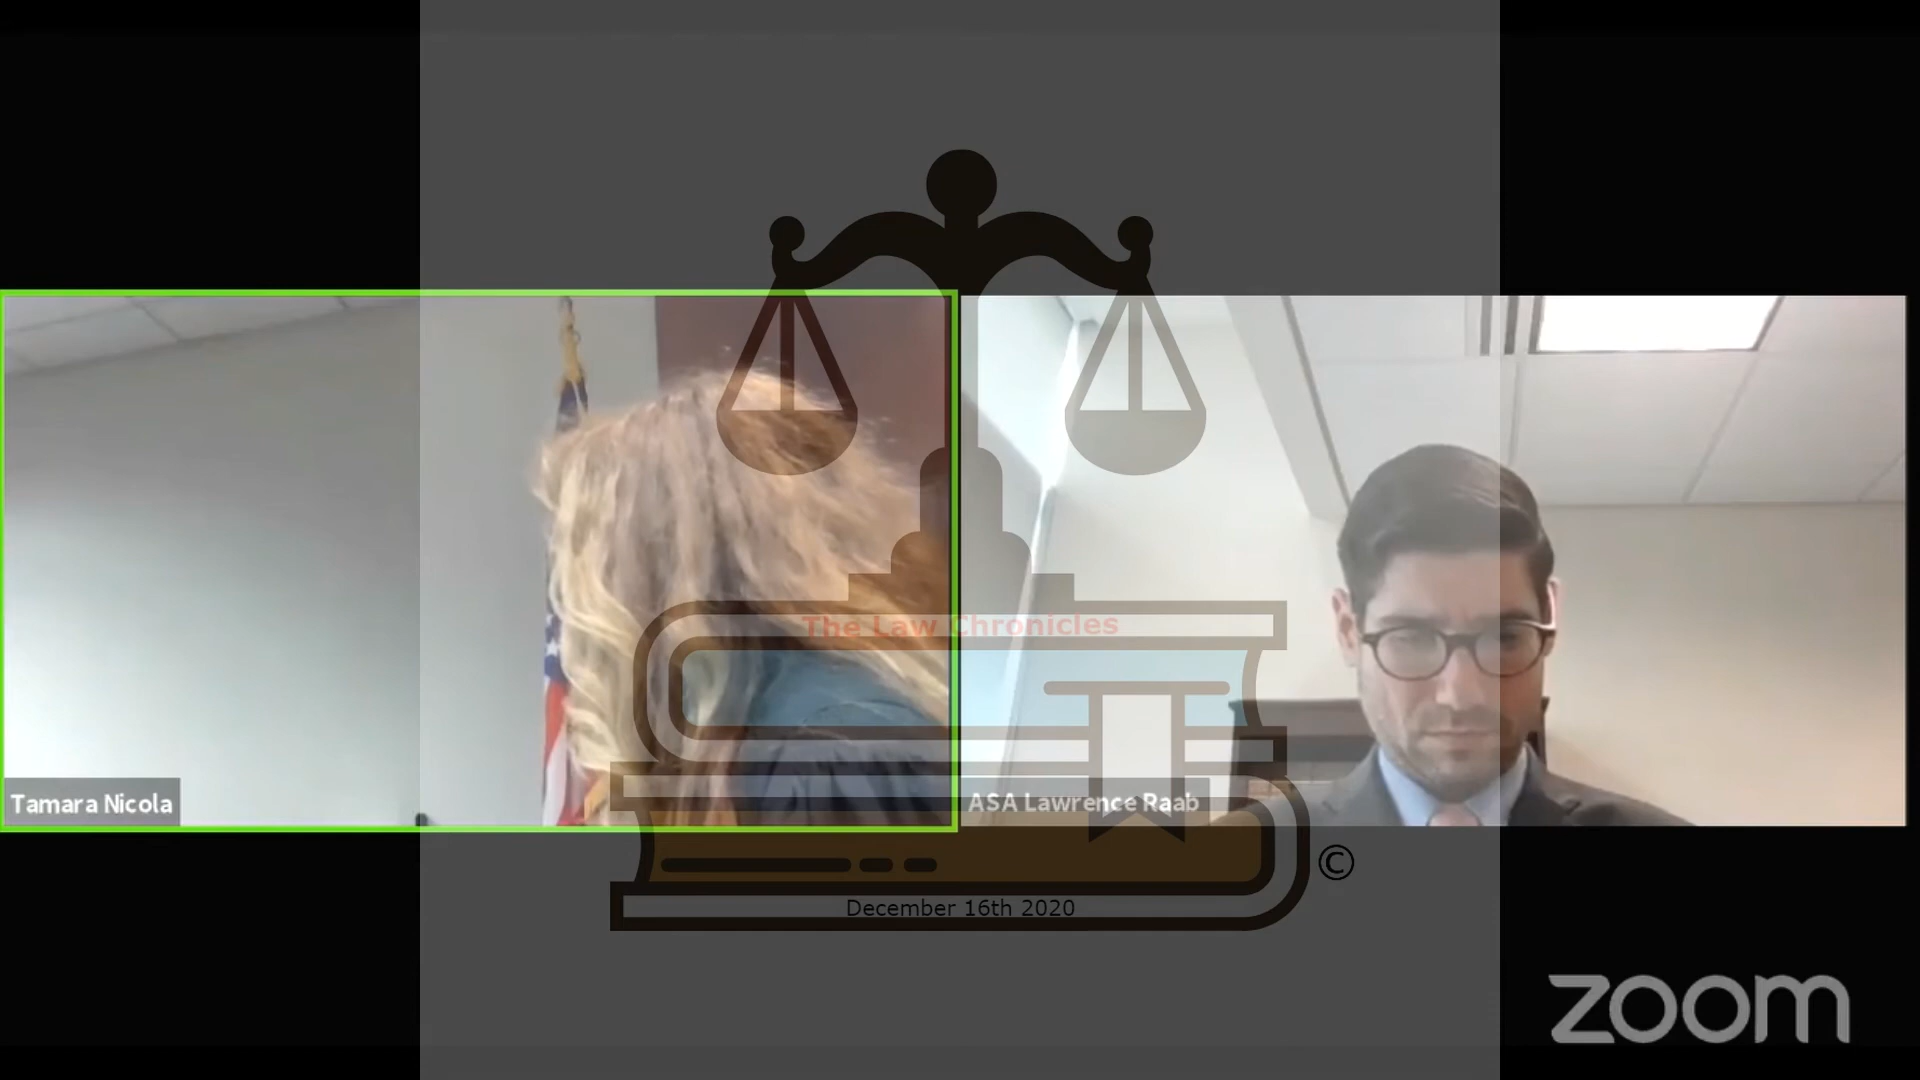 The Law Chronicles
Tamara Nicola
ASA Lawrence Raab
©
December 16th 2020
zoom